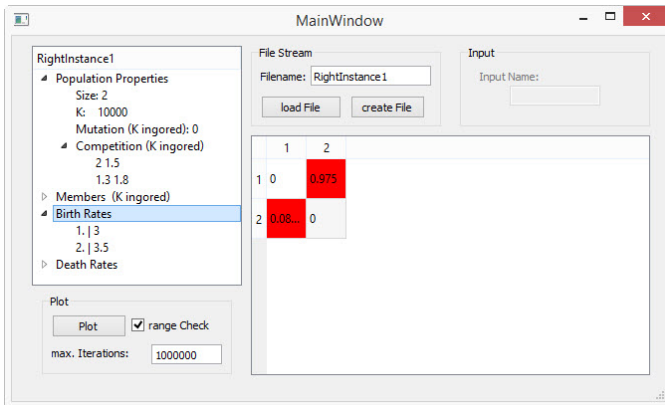 MainWindow
RightInstance1
Population Properties
Size: 2
K: 10000
Mutation (K ingored): 0
Competition (K ingored)
2 1.5
1.3 1.8
Members (K ingored)
Birth Rates
1. | 3
2. | 3.5
Death Rates
Plot
Plot
range Check
max. Iterations:
1000000
File Stream
Filename: RightInstance1
load File
create File
Input
Input Name:
1 2
1 0 0.975
2 0.08... 0